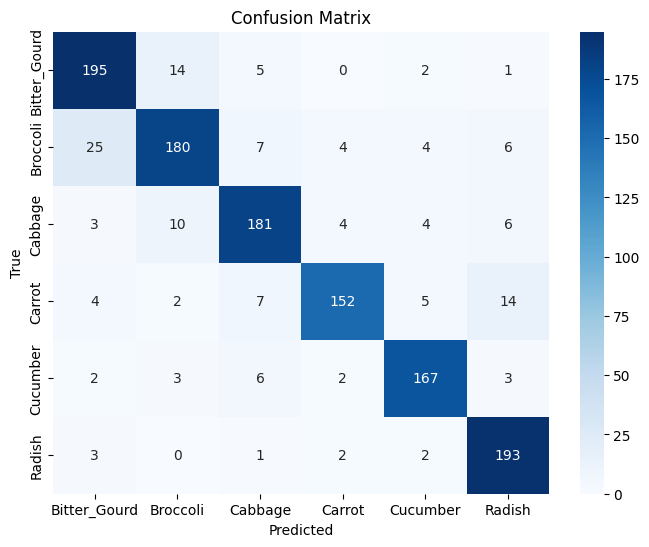 Confusion Matrix
Bitter_Gourd 195 14 5 0 2 1
Broccoli 25 180 7 4 4 6
Cabbage 3 10 181 4 4 6
Carrot 4 2 7 152 5 14
Cucumber 2 3 6 2 167 3
Radish 3 0 1 2 2 193
True
Bitter_Gourd Broccoli Cabbage Carrot Cucumber Radish
Predicted
175
150
125
100
75
50
25
0